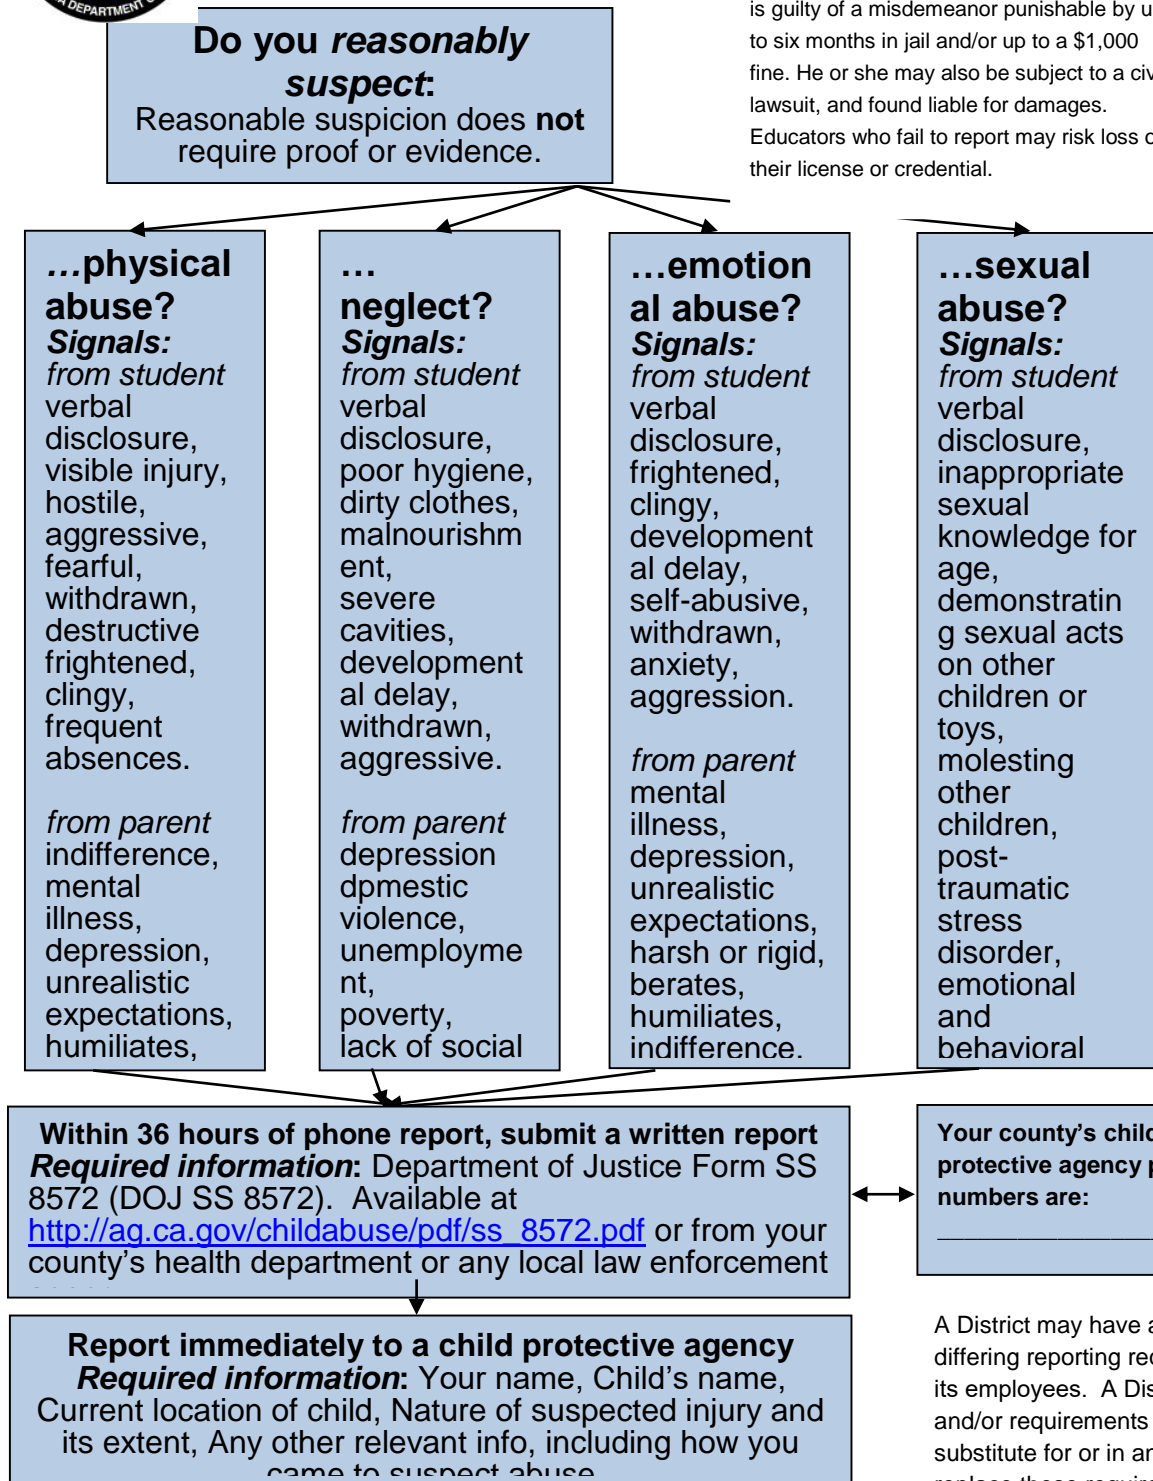 A DEPARTMENT
is guilty of a misdemeanor punishable by
to six months in jail and/or up to a $1,000
fine. He or she may also be subject to a
lawsuit, and found liable for damages.
Educators who fail to report may risk loss
their license or credential.
Do you reasonably
suspect:
Reasonable suspicion does not
require proof or evidence.
…physical
abuse?
Signals:
from student
verbal
disclosure,
visible injury,
hostile,
aggressive,
fearful,
withdrawn,
destructive
frightened,
clingy,
frequent
absences.
from parent
indifference,
mental
illness,
depression,
unrealistic
expectations,
humiliates,
…
neglect?
Signals:
from student
verbal
disclosure,
poor hygiene,
dirty clothes,
malnourishm
ent,
severe
cavities,
development
al delay,
withdrawn,
aggressive.
from parent
depression
dpmestic
violence,
unemployme
nt,
poverty,
lack of social
…emotion
al abuse?
Signals:
from student
verbal
disclosure,
frightened,
clingy,
development
al delay,
self-abusive,
withdrawn,
anxiety,
aggression.
from parent
mental
illness,
depression,
unrealistic
expectations,
harsh or rigid,
berates,
humiliates,
indifference.
…sexual
abuse?
Signals:
from student
verbal
disclosure,
inappropriate
sexual
knowledge for
age,
demonstratin
g sexual acts
on other
children or
toys,
molesting
other
children,
post-
traumatic
stress
disorder,
emotional
and
behavioral
Within 36 hours of phone report, submit a written report
Required information: Department of Justice Form SS
8572 (DOJ SS 8572). Available at
http://ag.ca.gov/childabuse/pdf/ss_8572.pdf or from your
county's health department or any local law enforcement
Your county's child
protective agency
numbers are:
Report immediately to a child protective agency
Required information: Your name, Child's name,
Current location of child, Nature of suspected injury and
its extent, Any other relevant info, including how you
came to suspect abuse
A District may have
differing reporting
its employees. A
and/or requirements
substitute for or in
replace these